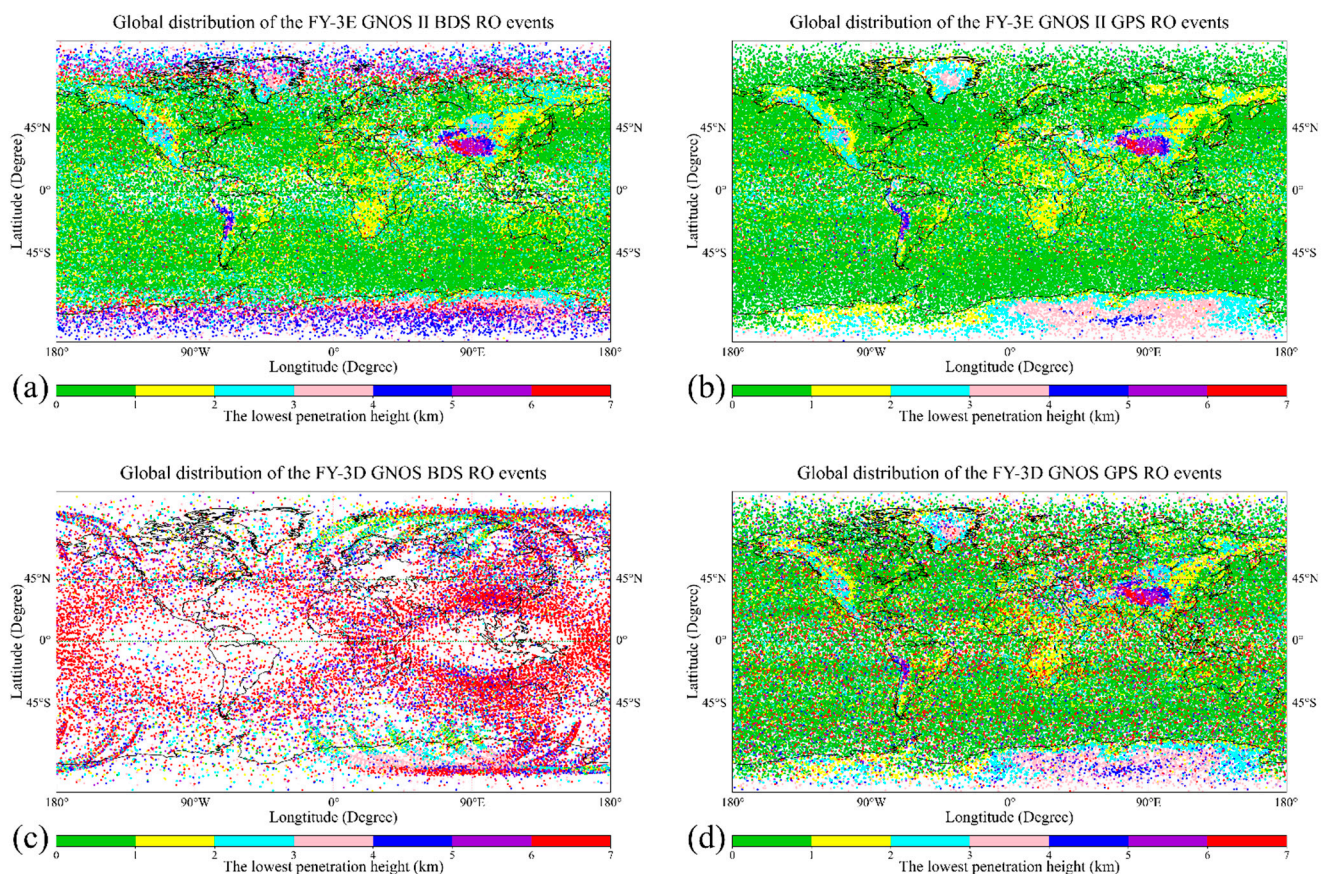 Global distribution of the FY-3E GNOS II BDS RO events
Lattitude (Degree)
45°N
0°
45°S
45°N
0°
45°S
180°
90°W
0°
90°E
180°
Longtitude (Degree)
(a)
0 1 2 3 4 5 6 7
The lowest penetration height (km)
Global distribution of the FY-3E GNOS II GPS RO events
Lattitude (Degree)
45°N
0°
45°S
45°N
0°
45°S
180°
90°W
0°
90°E
180°
Longtitude (Degree)
(b)
0 1 2 3 4 5 6 7
The lowest penetration height (km)
Global distribution of the FY-3D GNOS BDS RO events
Lattitude (Degree)
45°N
0°
45°S
45°N
0°
45°S
180°
90°W
0°
90°E
180°
Longtitude (Degree)
(c)
0 1 2 3 4 5 6 7
The lowest penetration height (km)
Global distribution of the FY-3D GNOS GPS RO events
Lattitude (Degree)
45°N
0°
45°S
45°N
0°
45°S
180°
90°W
0°
90°E
180°
Longtitude (Degree)
(d)
0 1 2 3 4 5 6 7
The lowest penetration height (km)